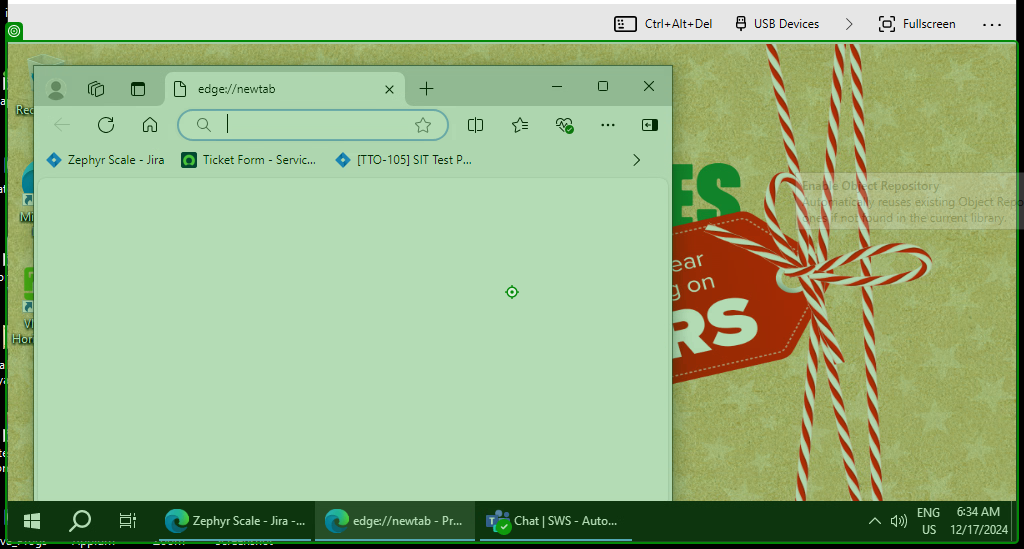 Ctrl+Alt+Del
USB Devices
Fullscreen
edge://newtab
Zephyr Scale - Jira
Ticket Form - Servic...
[TTO-105] SIT Test P...
ES
Enable Object Repository
Automatically reuses existing Object Repo
ones if not found in the current library.
ear
g on
RS
Zephyr Scale - Jira -...
edge://newtab - Pr...
Chat | SWS - Auto...
ENG
US
6:34 AM
12/17/2024